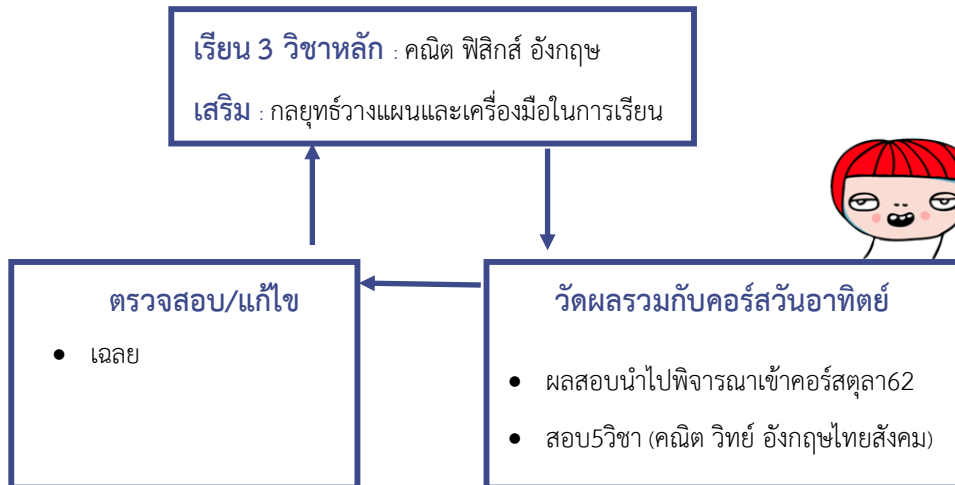 เรียน 3 วิชาหลัก : คณิต ฟิสิกส์ อังกฤษ
เสริม : กลยุทธ์วางแผนและเครื่องมือในการเรียน
ตรวจสอบ/แก้ไข
• เฉลย
วัดผลรวมกับคอร์สวันอาทิตย์
• ผลสอบนำไปพิจารณาเข้าคอร์สตุลา62
• สอบ5วิชา (คณิต วิทย์ อังกฤษไทยสังคม)